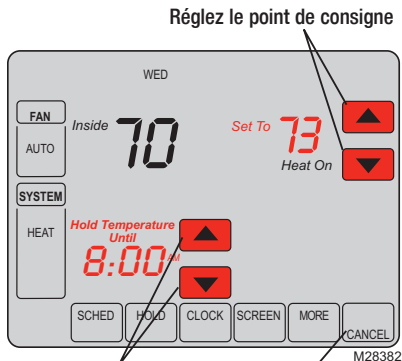 Réglez le point de consigne
WED
FAN
AUTO
Inside 70
Set To 73
Heat On
SYSTEM
HEAT
Hold Temperature
Until
8:00 AM
SCHED HOLD CLOCK SCREEN MORE CANCEL
M28382